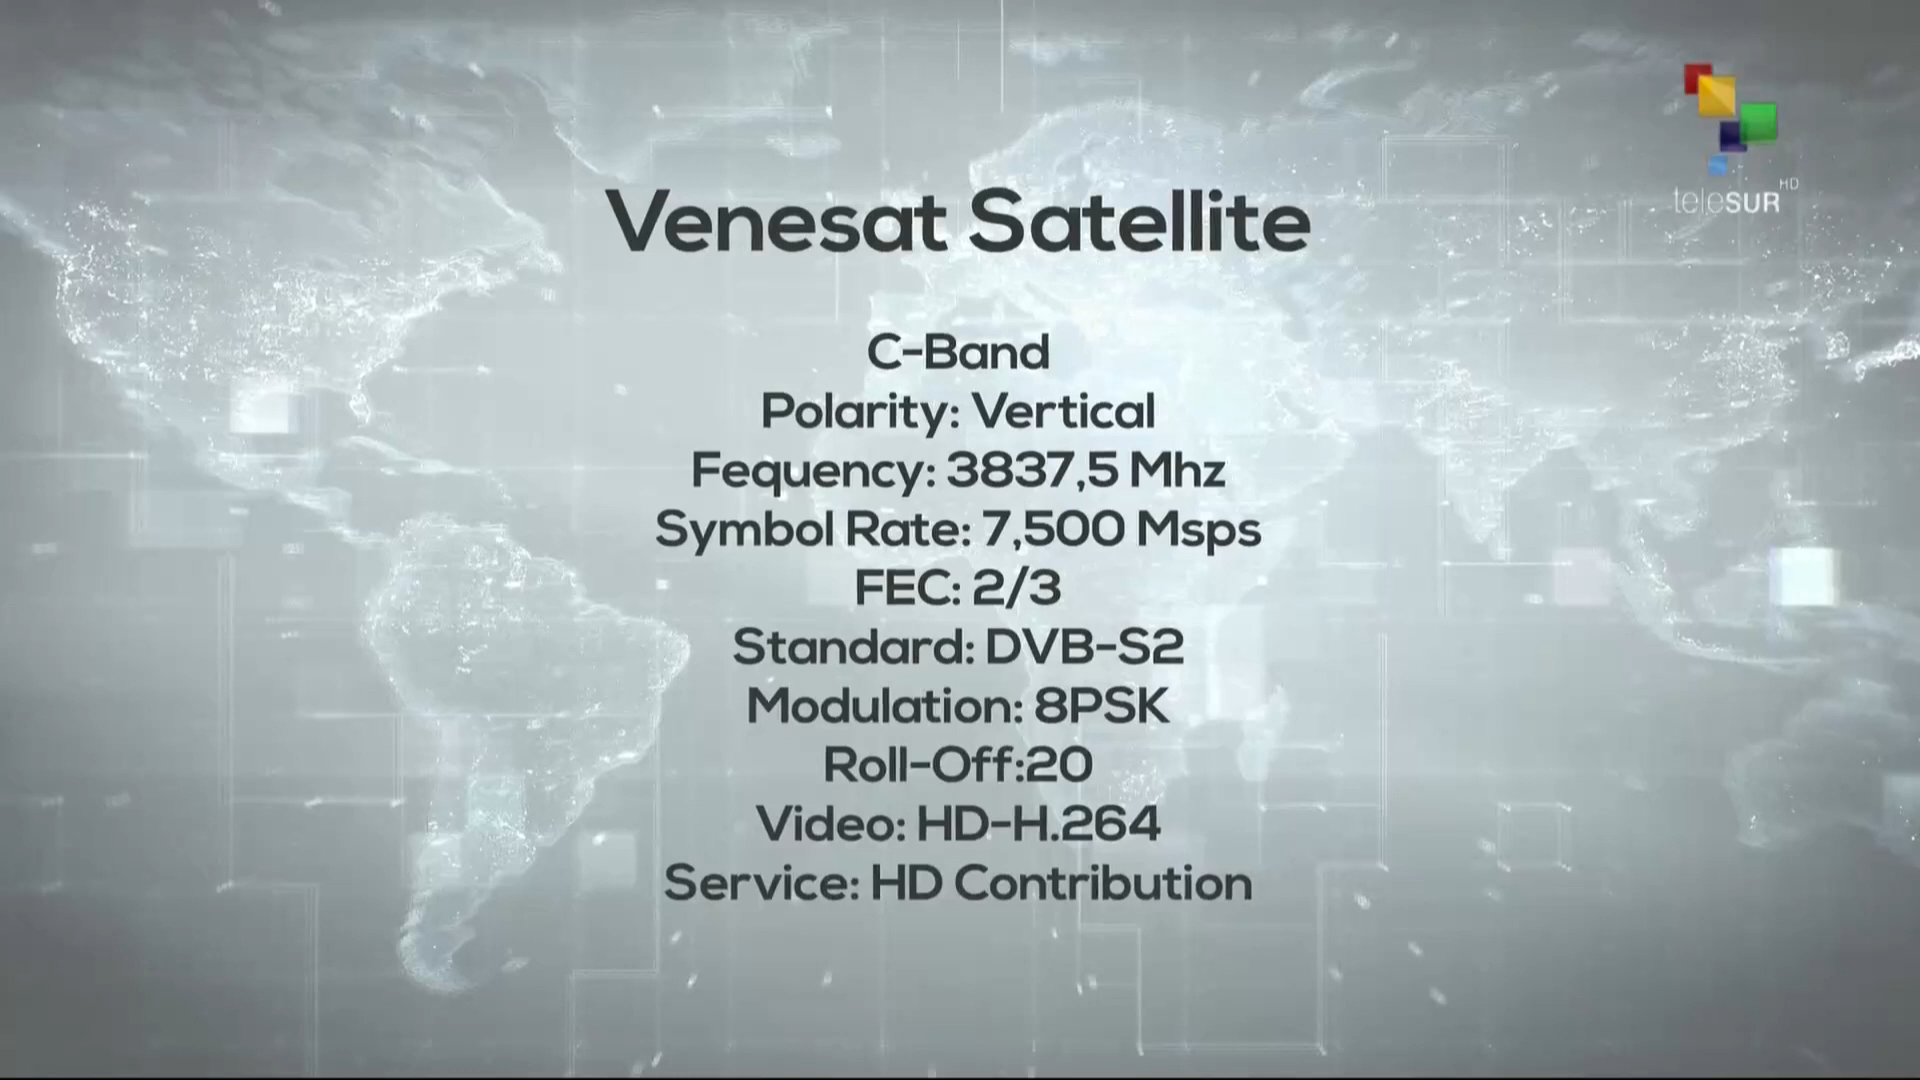 HD
teleSUR
Venesat Satellite
C-Band
Polarity: Vertical
Fequency: 3837,5 Mhz
Symbol Rate: 7,500 Msps
FEC: 2/3
Standard: DVB-S2
Modulation: 8PSK
Roll-Off:20
Video: HD-H.264
Service: HD Contribution